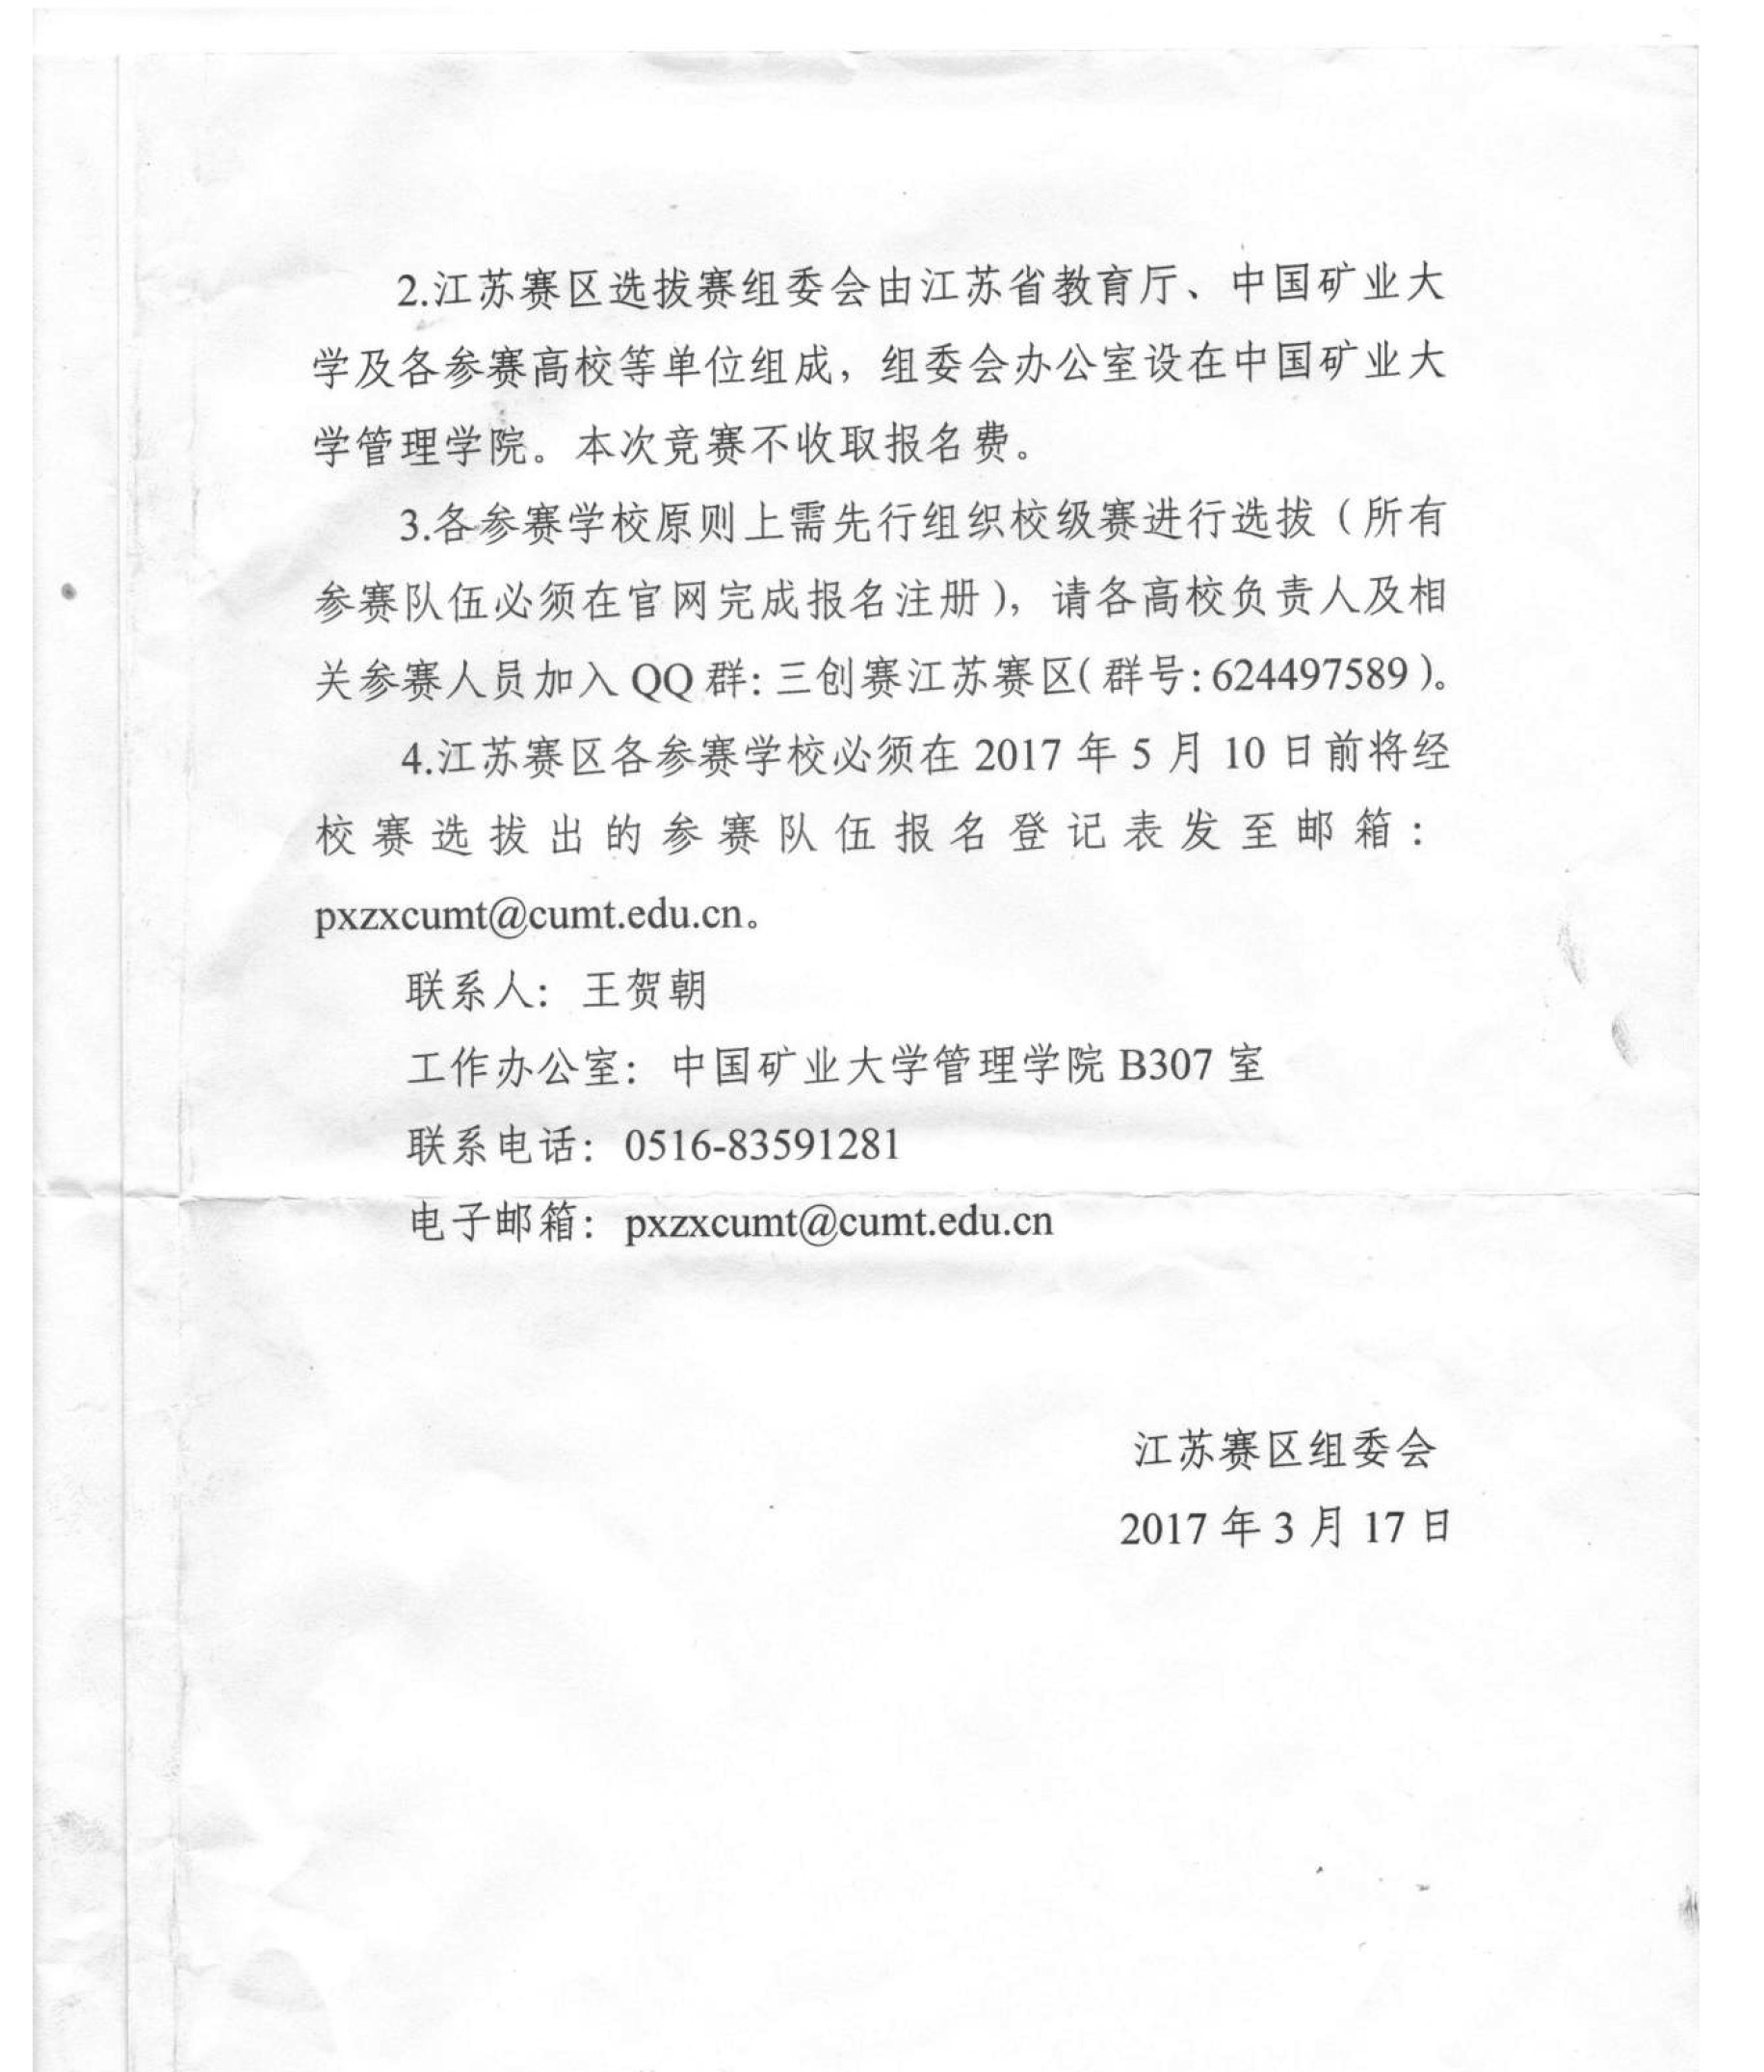 2.江苏赛区选拔赛组委会由江苏省教育厅、中国矿业大
学及各参赛高校等单位组成，组委会办公室设在中国矿业大
学管理学院。本次竞赛不收取报名费。
3.各参赛学校原则上需先行组织校级赛进行选拔（所有
参赛队伍必须在官网完成报名注册），请各高校负责人及相
关参赛人员加入 QQ 群：三创赛江苏赛区（群号：624497589）。
4.江苏赛区各参赛学校必须在 2017 年 5 月 10 日前将经
校赛选拔出的参赛队伍报名登记表发至邮箱：
pxzxcumt@cumt.edu.cn。
联系人：王贺朝
工作办公室：中国矿业大学管理学院 B307 室
联系电话：0516-83591281
电子邮箱：pxzxcumt@cumt.edu.cn
江苏赛区组委会
2017 年 3 月 17 日